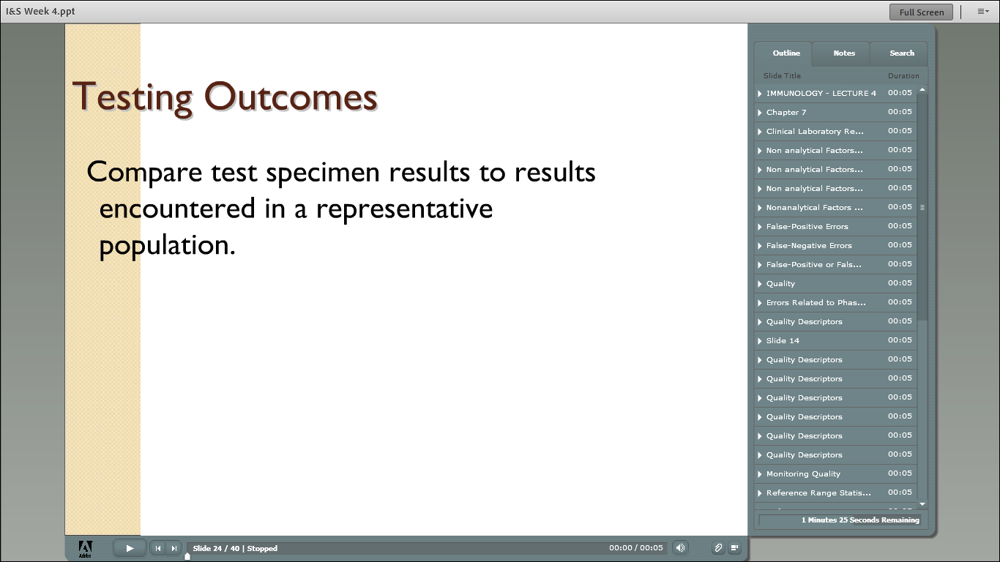 I&S Week 4.ppt
Full Screen
Testing Outcomes
Compare test specimen results to results
encountered in a representative
population.
Outline Notes Search
Slide Title Duration
IMMUNOLOGY - LECTURE 4 00:05
Chapter 7 00:05
Clinical Laboratory Re... 00:05
Non analytical Factors... 00:05
Non analytical Factors... 00:05
Non analytical Factors... 00:05
Nonanalytical Factors ... 00:05
False-Positive Errors 00:05
False-Negative Errors 00:05
False-Positive or Fals... 00:05
Quality 00:05
Errors Related to Phas... 00:05
Quality Descriptors 00:05
Slide 14 00:05
Quality Descriptors 00:05
Quality Descriptors 00:05
Quality Descriptors 00:05
Quality Descriptors 00:05
Quality Descriptors 00:05
Quality Descriptors 00:05
Monitoring Quality 00:05
Reference Range Statis... 00:05
1 Minutes 25 Seconds Remaining
Adobe
Slide 24 / 40 | Stopped 00:00 / 00:05